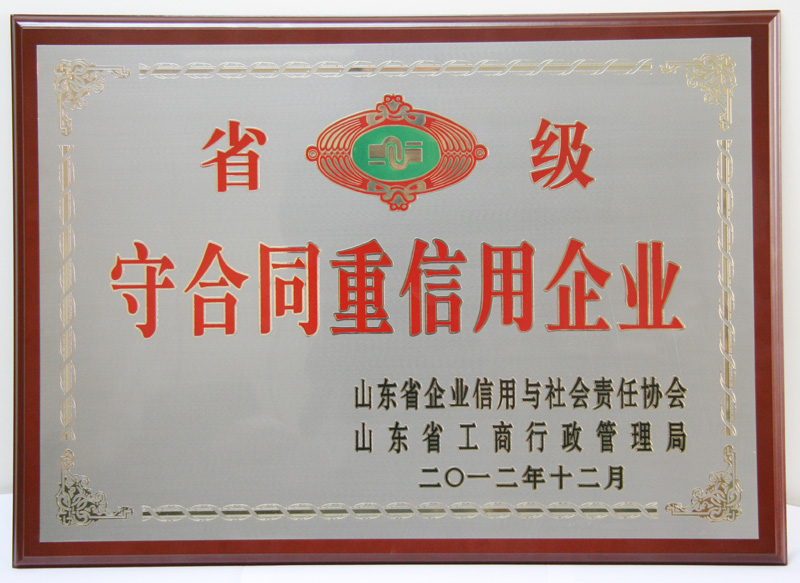 省 级
守合同重信用企业
山东省企业信用与社会责任协会
山东省工商行政管理局
二〇一二年十二月